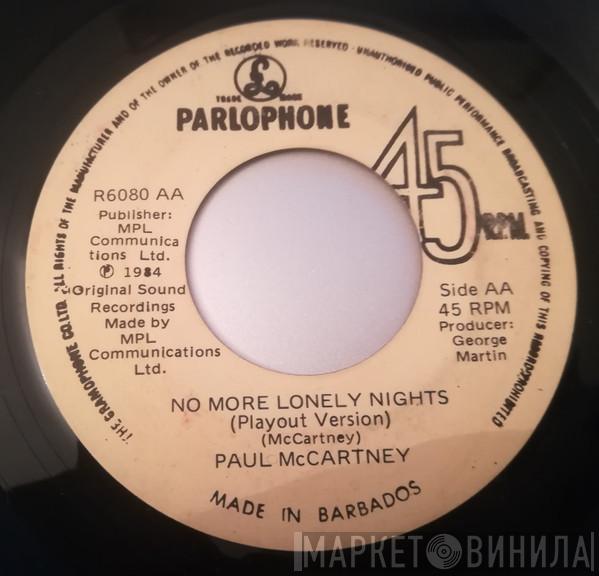 THE GRAMOPHONE CO. LTD. ALL RIGHTS OF THE MANUFACTURER AND OF THE OWNER OF THE RECORDED WORK RESERVED · UNAUTHORISED PUBLIC PERFORMANCE BROADCASTING AND COPYING OF THIS RECORD PROHIBITED
£
TRADE MARK
PARLOPHONE
45
R.P.M.
R6080 AA
Publisher:
MPL
Communica
tions Ltd.
℗ 1984
Original Sound
Recordings
Made by
MPL
Communications
Ltd.
Side AA
45 RPM
Producer:
George
Martin
NO MORE LONELY NIGHTS
(Playout Version)
(McCartney)
PAUL McCARTNEY
MADE IN BARBADOS
МАРКЕТ ВИНИЛА